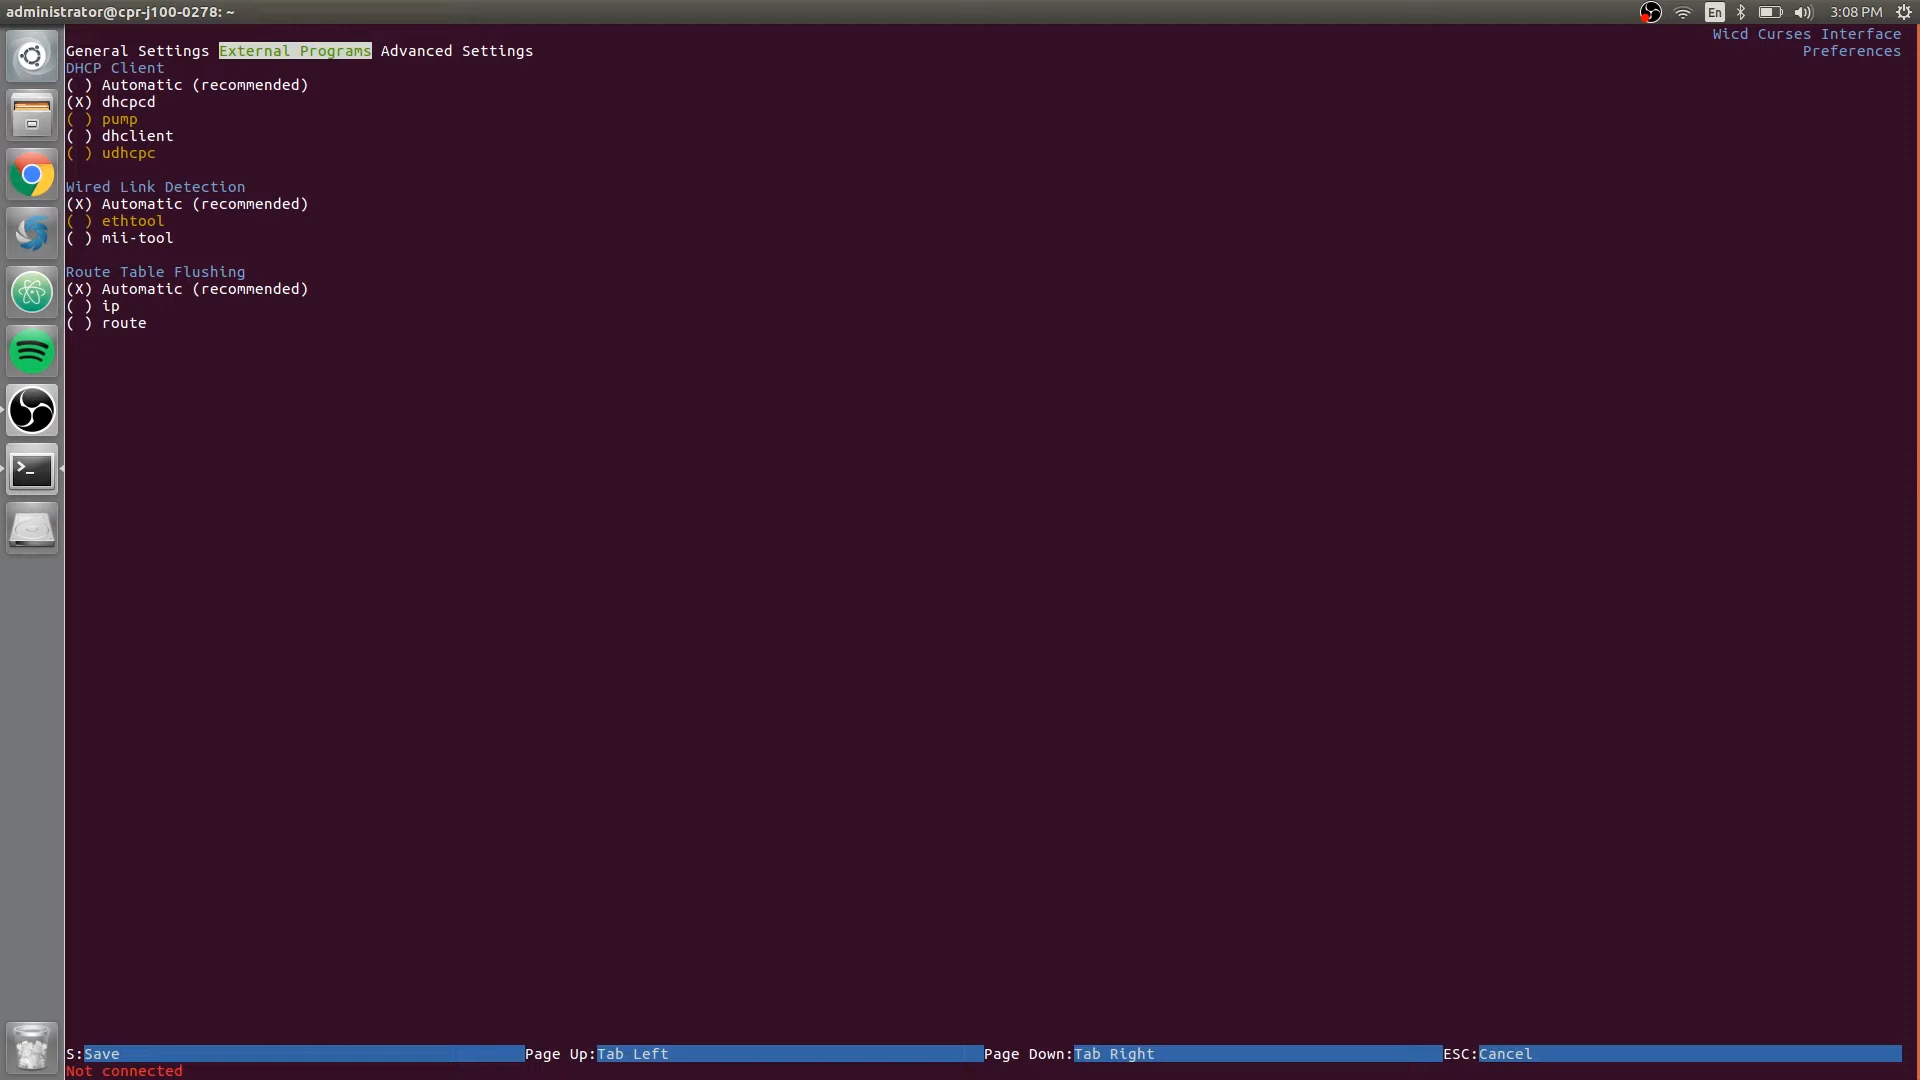 administrator@cpr-j100-0278: ~
En
3:08 PM
Wicd Curses Interface
General Settings External Programs Advanced Settings
Preferences
DHCP Client
( ) Automatic (recommended)
(X) dhcpcd
( ) pump
( ) dhclient
( ) udhcpc
Wired Link Detection
(X) Automatic (recommended)
( ) ethtool
( ) mii-tool
Route Table Flushing
(X) Automatic (recommended)
( ) ip
( ) route
>_
S:Save Page Up:Tab Left Page Down:Tab Right ESC:Cancel
Not connected